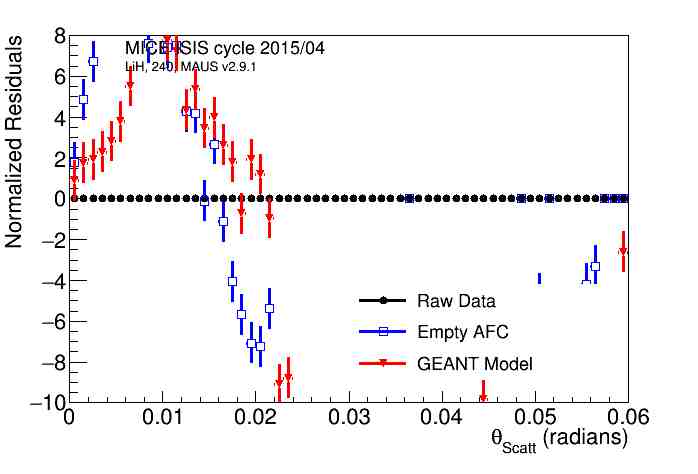 8
MICE ISIS cycle 2015/04
LiH, 240, MAUS v2.9.1
6
4
2
0
−2
−4
−6
−8
−10
Normalized Residuals
Raw Data
Empty AFC
GEANT Model
0 0.01 0.02 0.03 0.04 0.05 0.06
θScatt (radians)